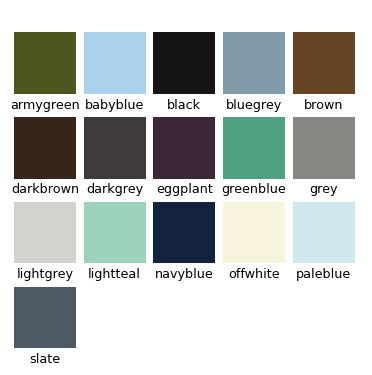 armygreen babyblue black bluegrey brown
darkbrown darkgrey eggplant greenblue grey
lightgrey lightteal navyblue offwhite paleblue
slate